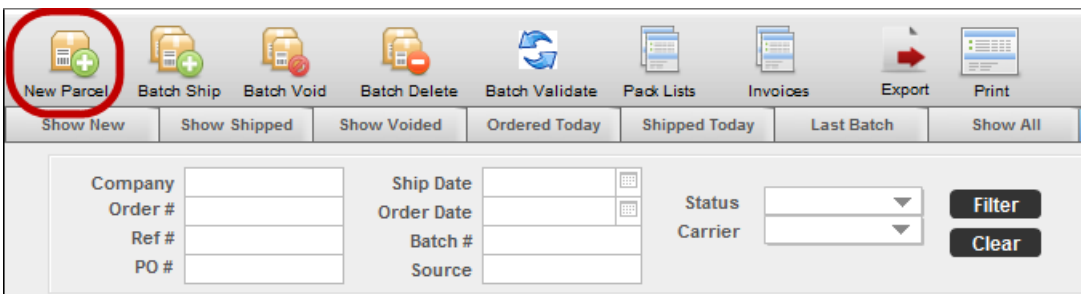 New Parcel Batch Ship Batch Void Batch Delete Batch Validate Pack Lists Invoices Export Print
Show New Show Shipped Show Voided Ordered Today Shipped Today Last Batch Show All
Company Ship Date Status Filter
Order # Order Date Carrier Clear
Ref # Batch #
PO # Source